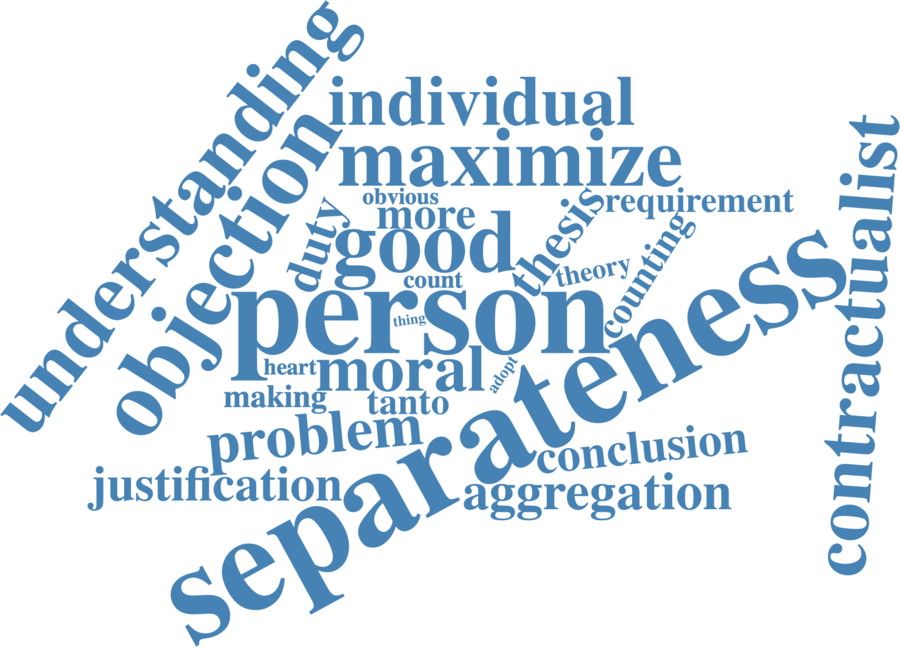 understanding
objection
individual
maximize
obvious
more
requirement
duty
good
thesis
count
theory
counting
person
thing
separateness
contractualist
heart
moral
adopt
making
tanto
problem
conclusion
justification
aggregation